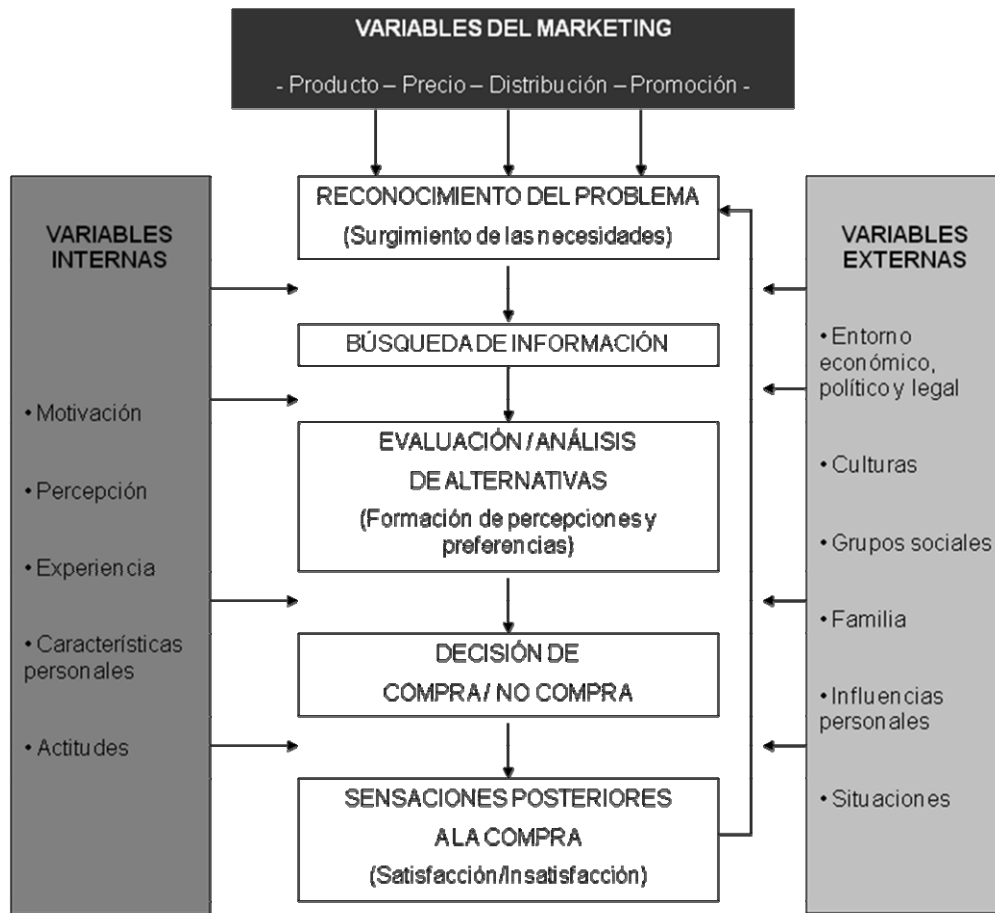 VARIABLES DEL MARKETING
- Producto – Precio – Distribución – Promoción -
VARIABLES
INTERNAS
• Motivación
• Percepción
• Experiencia
• Características
personales
• Actitudes
RECONOCIMIENTO DEL PROBLEMA
(Surgimiento de las necesidades)
BÚSQUEDA DE INFORMACIÓN
EVALUACIÓN / ANÁLISIS
DE ALTERNATIVAS
(Formación de percepciones y
preferencias)
DECISIÓN DE
COMPRA / NO COMPRA
SENSACIONES POSTERIORES
A LA COMPRA
(Satisfacción/Insatisfacción)
VARIABLES
EXTERNAS
• Entorno
económico,
político y legal
• Culturas
• Grupos sociales
• Familia
• Influencias
personales
• Situaciones